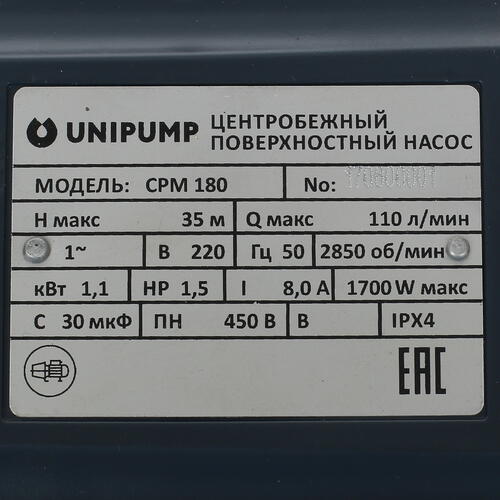 UNIPUMP ЦЕНТРОБЕЖНЫЙ ПОВЕРХНОСТНЫЙ НАСОС
МОДЕЛЬ: CPM 180 No:
H макс 35 м Q макс 110 л/мин
1~ В 220 Гц 50 2850 об/мин
кВт 1,1 HP 1,5 I 8,0 А 1700 W макс
C 30 мкФ ПН 450 В В IPX4
EAC